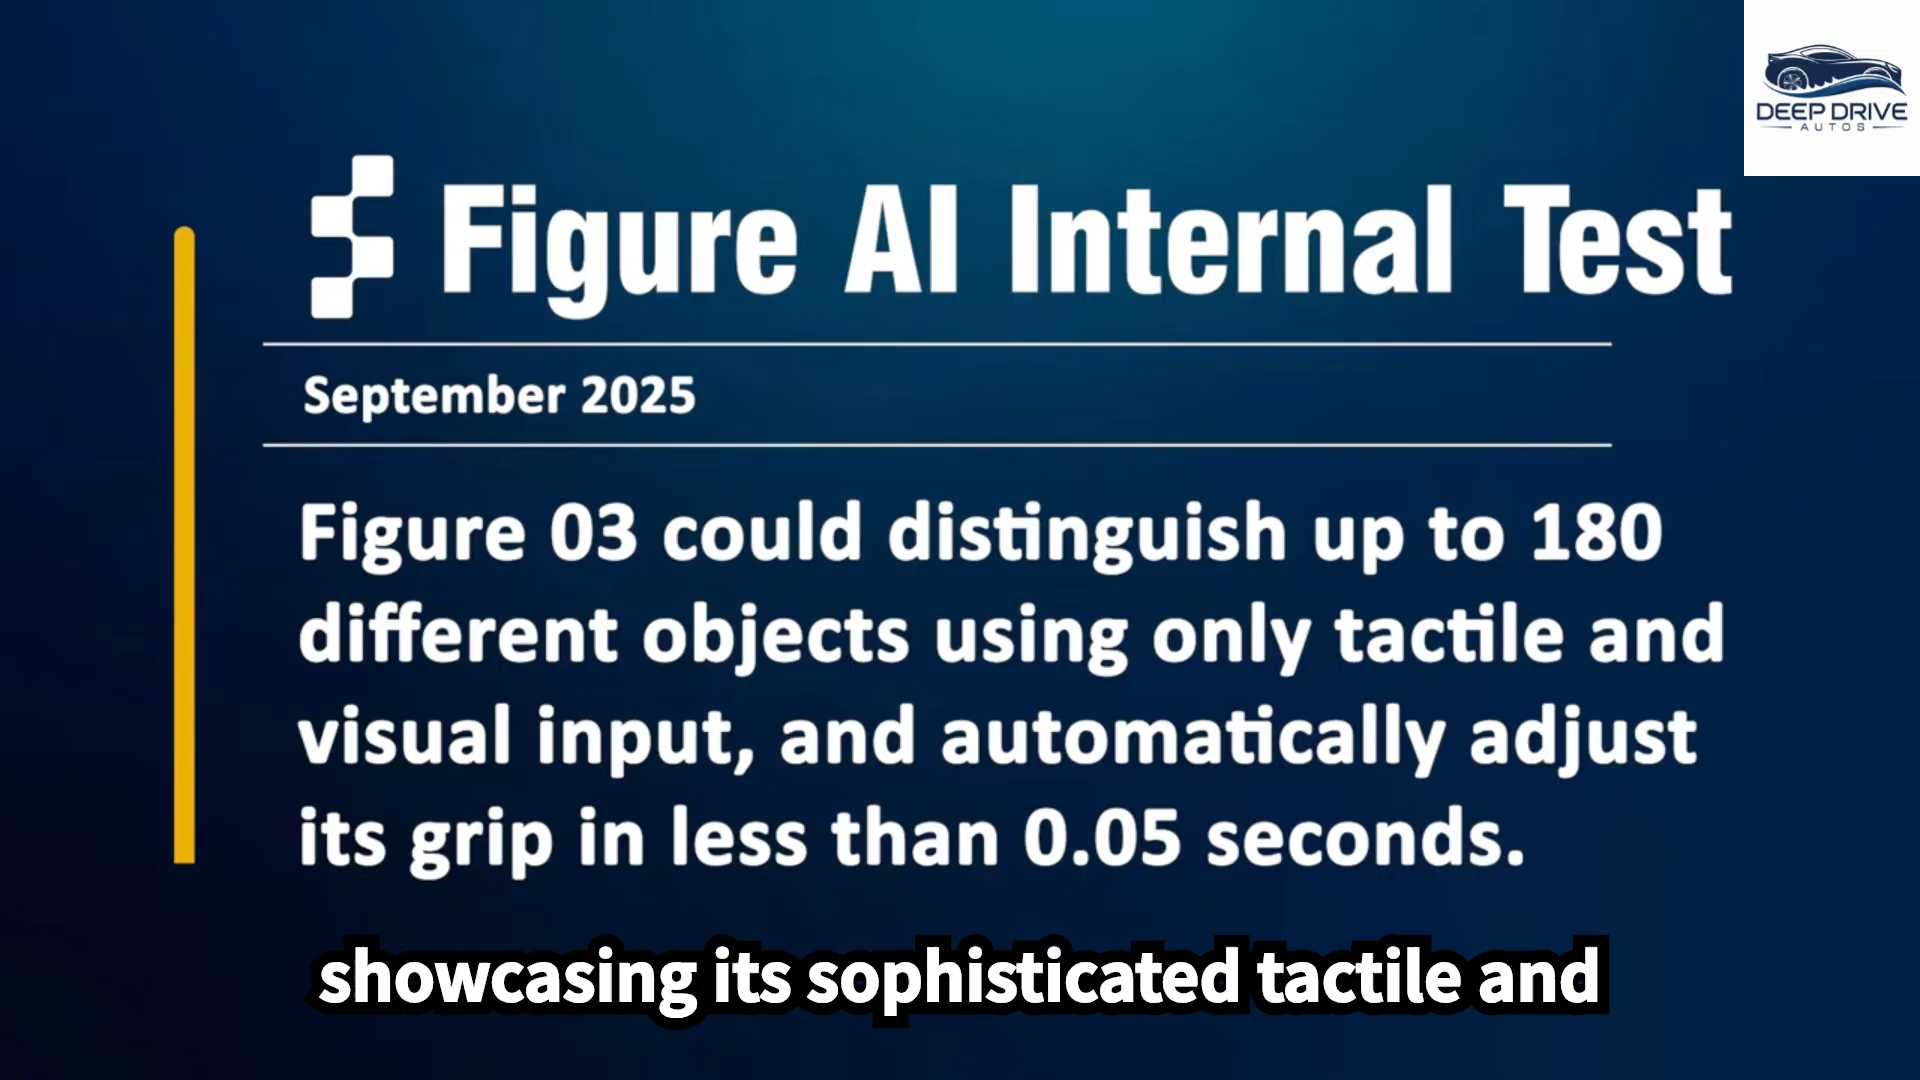 DEEP DRIVE
AUTOS
Figure AI Internal Test
September 2025
Figure 03 could distinguish up to 180
different objects using only tactile and
visual input, and automatically adjust
its grip in less than 0.05 seconds.
showcasing its sophisticated tactile and